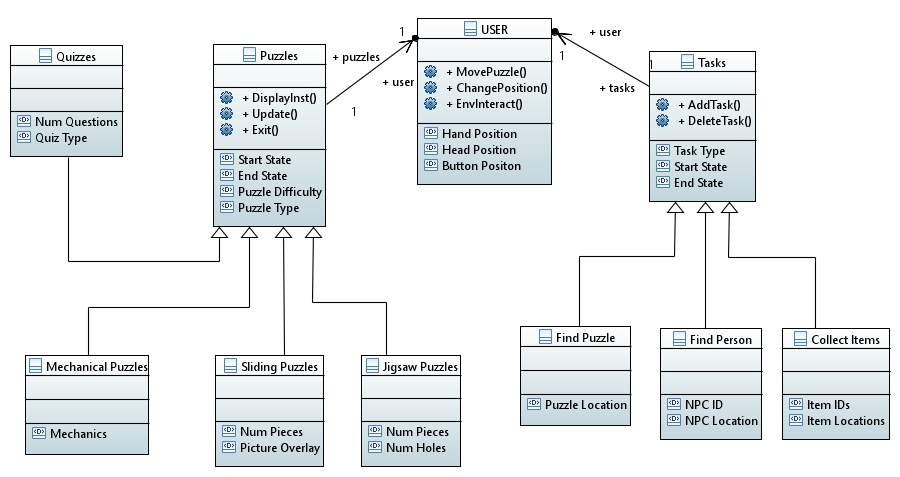 Quizzes
Num Questions
Quiz Type
Puzzles
+ DisplayInst()
+ Update()
+ Exit()
Start State
End State
Puzzle Difficulty
Puzzle Type
+ puzzles
1
+ user
1
USER
+ MovePuzzle()
+ ChangePosition()
+ EnvInteract()
Hand Position
Head Position
Button Positon
+ user
1
1
+ tasks
Tasks
+ AddTask()
+ DeleteTask()
Task Type
Start State
End State
Mechanical Puzzles
Mechanics
Sliding Puzzles
Num Pieces
Picture Overlay
Jigsaw Puzzles
Num Pieces
Num Holes
Find Puzzle
Puzzle Location
Find Person
NPC ID
NPC Location
Collect Items
Item IDs
Item Locations